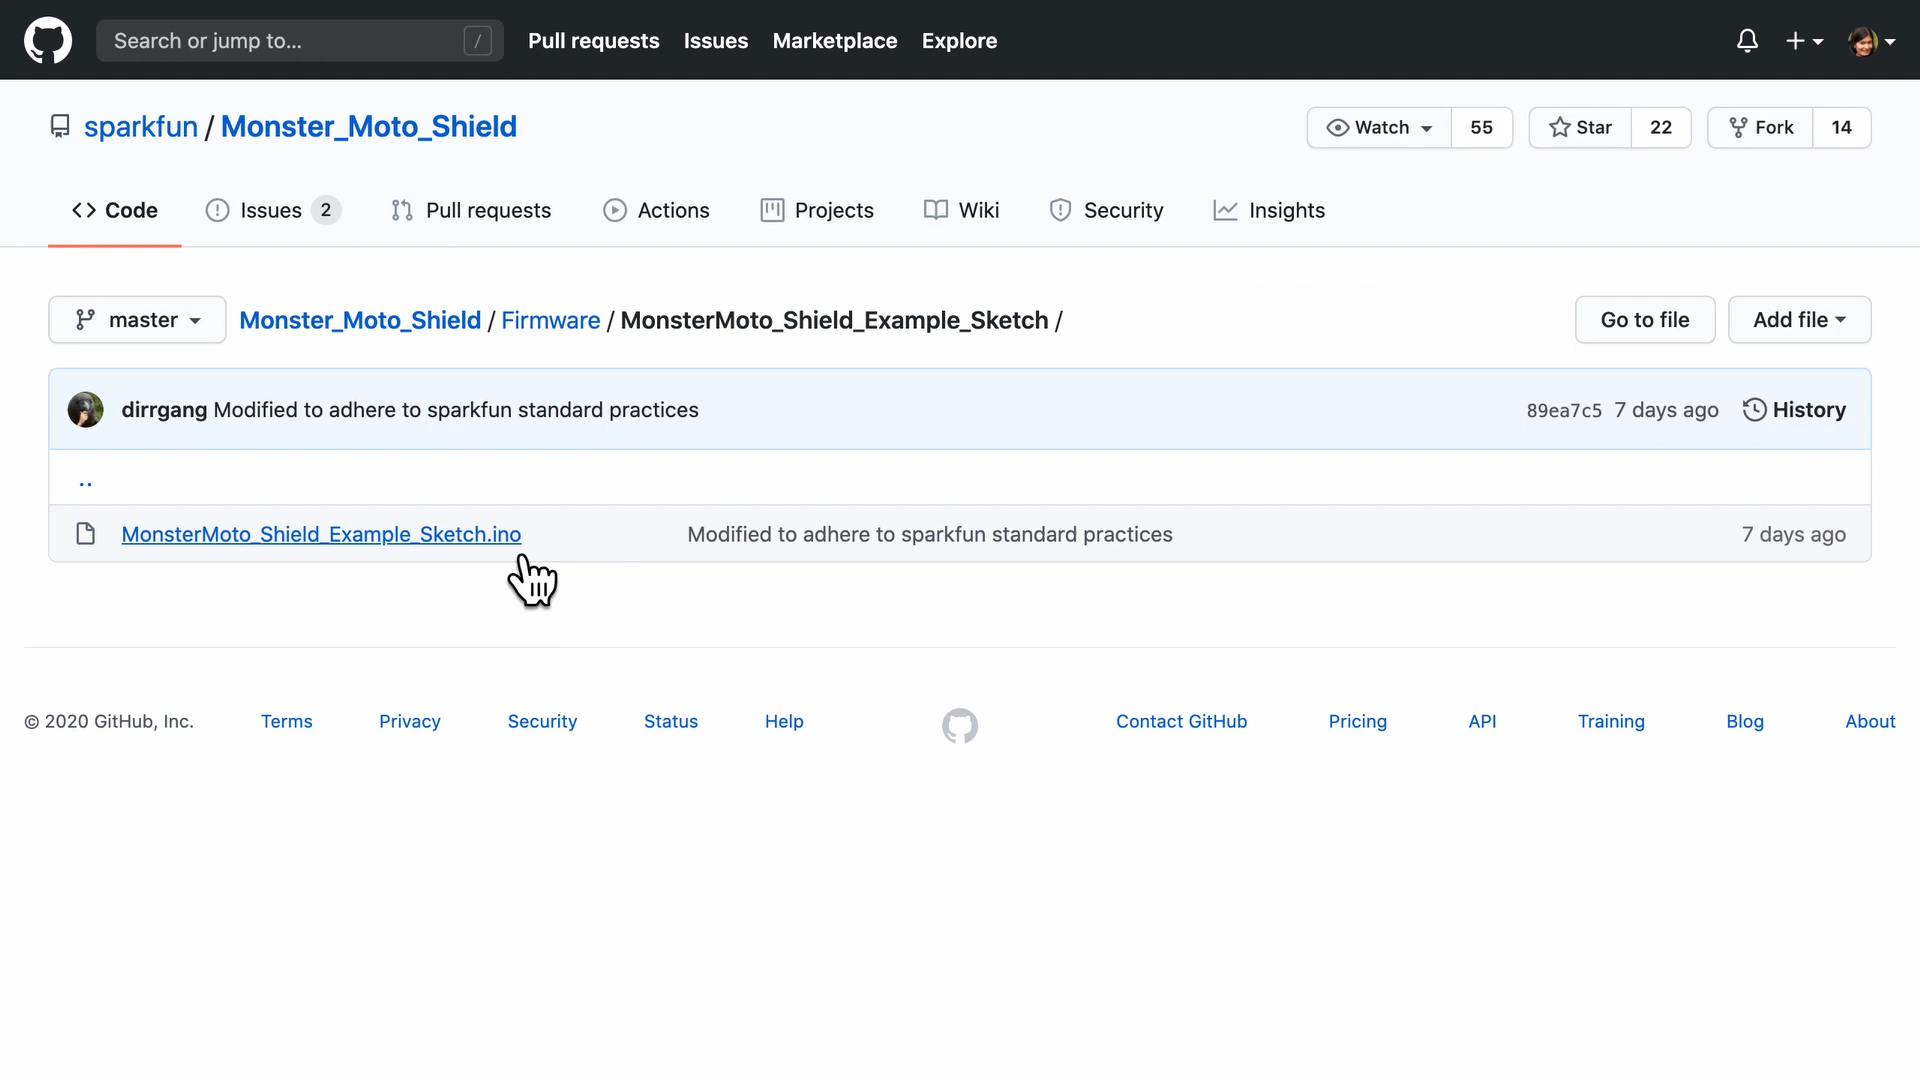 Search or jump to... /
Pull requests Issues Marketplace Explore
sparkfun / Monster_Moto_Shield
Watch 55 Star 22 Fork 14
Code Issues 2 Pull requests Actions Projects Wiki Security Insights
master Monster_Moto_Shield / Firmware / MonsterMoto_Shield_Example_Sketch / Go to file Add file
dirrgang Modified to adhere to sparkfun standard practices 89ea7c5 7 days ago History
..
MonsterMoto_Shield_Example_Sketch.ino Modified to adhere to sparkfun standard practices 7 days ago
© 2020 GitHub, Inc. Terms Privacy Security Status Help Contact GitHub Pricing API Training Blog About